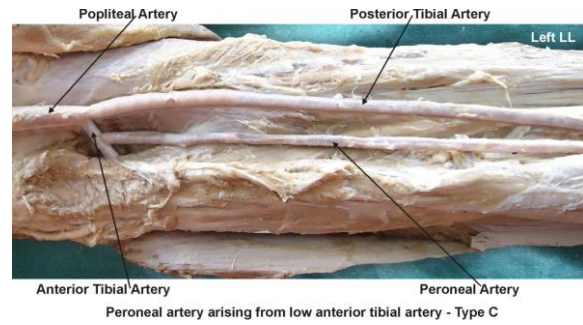 Popliteal Artery
Posterior Tibial Artery
Left LL
Anterior Tibial Artery
Peroneal Artery
Peroneal artery arising from low anterior tibial artery - Type C